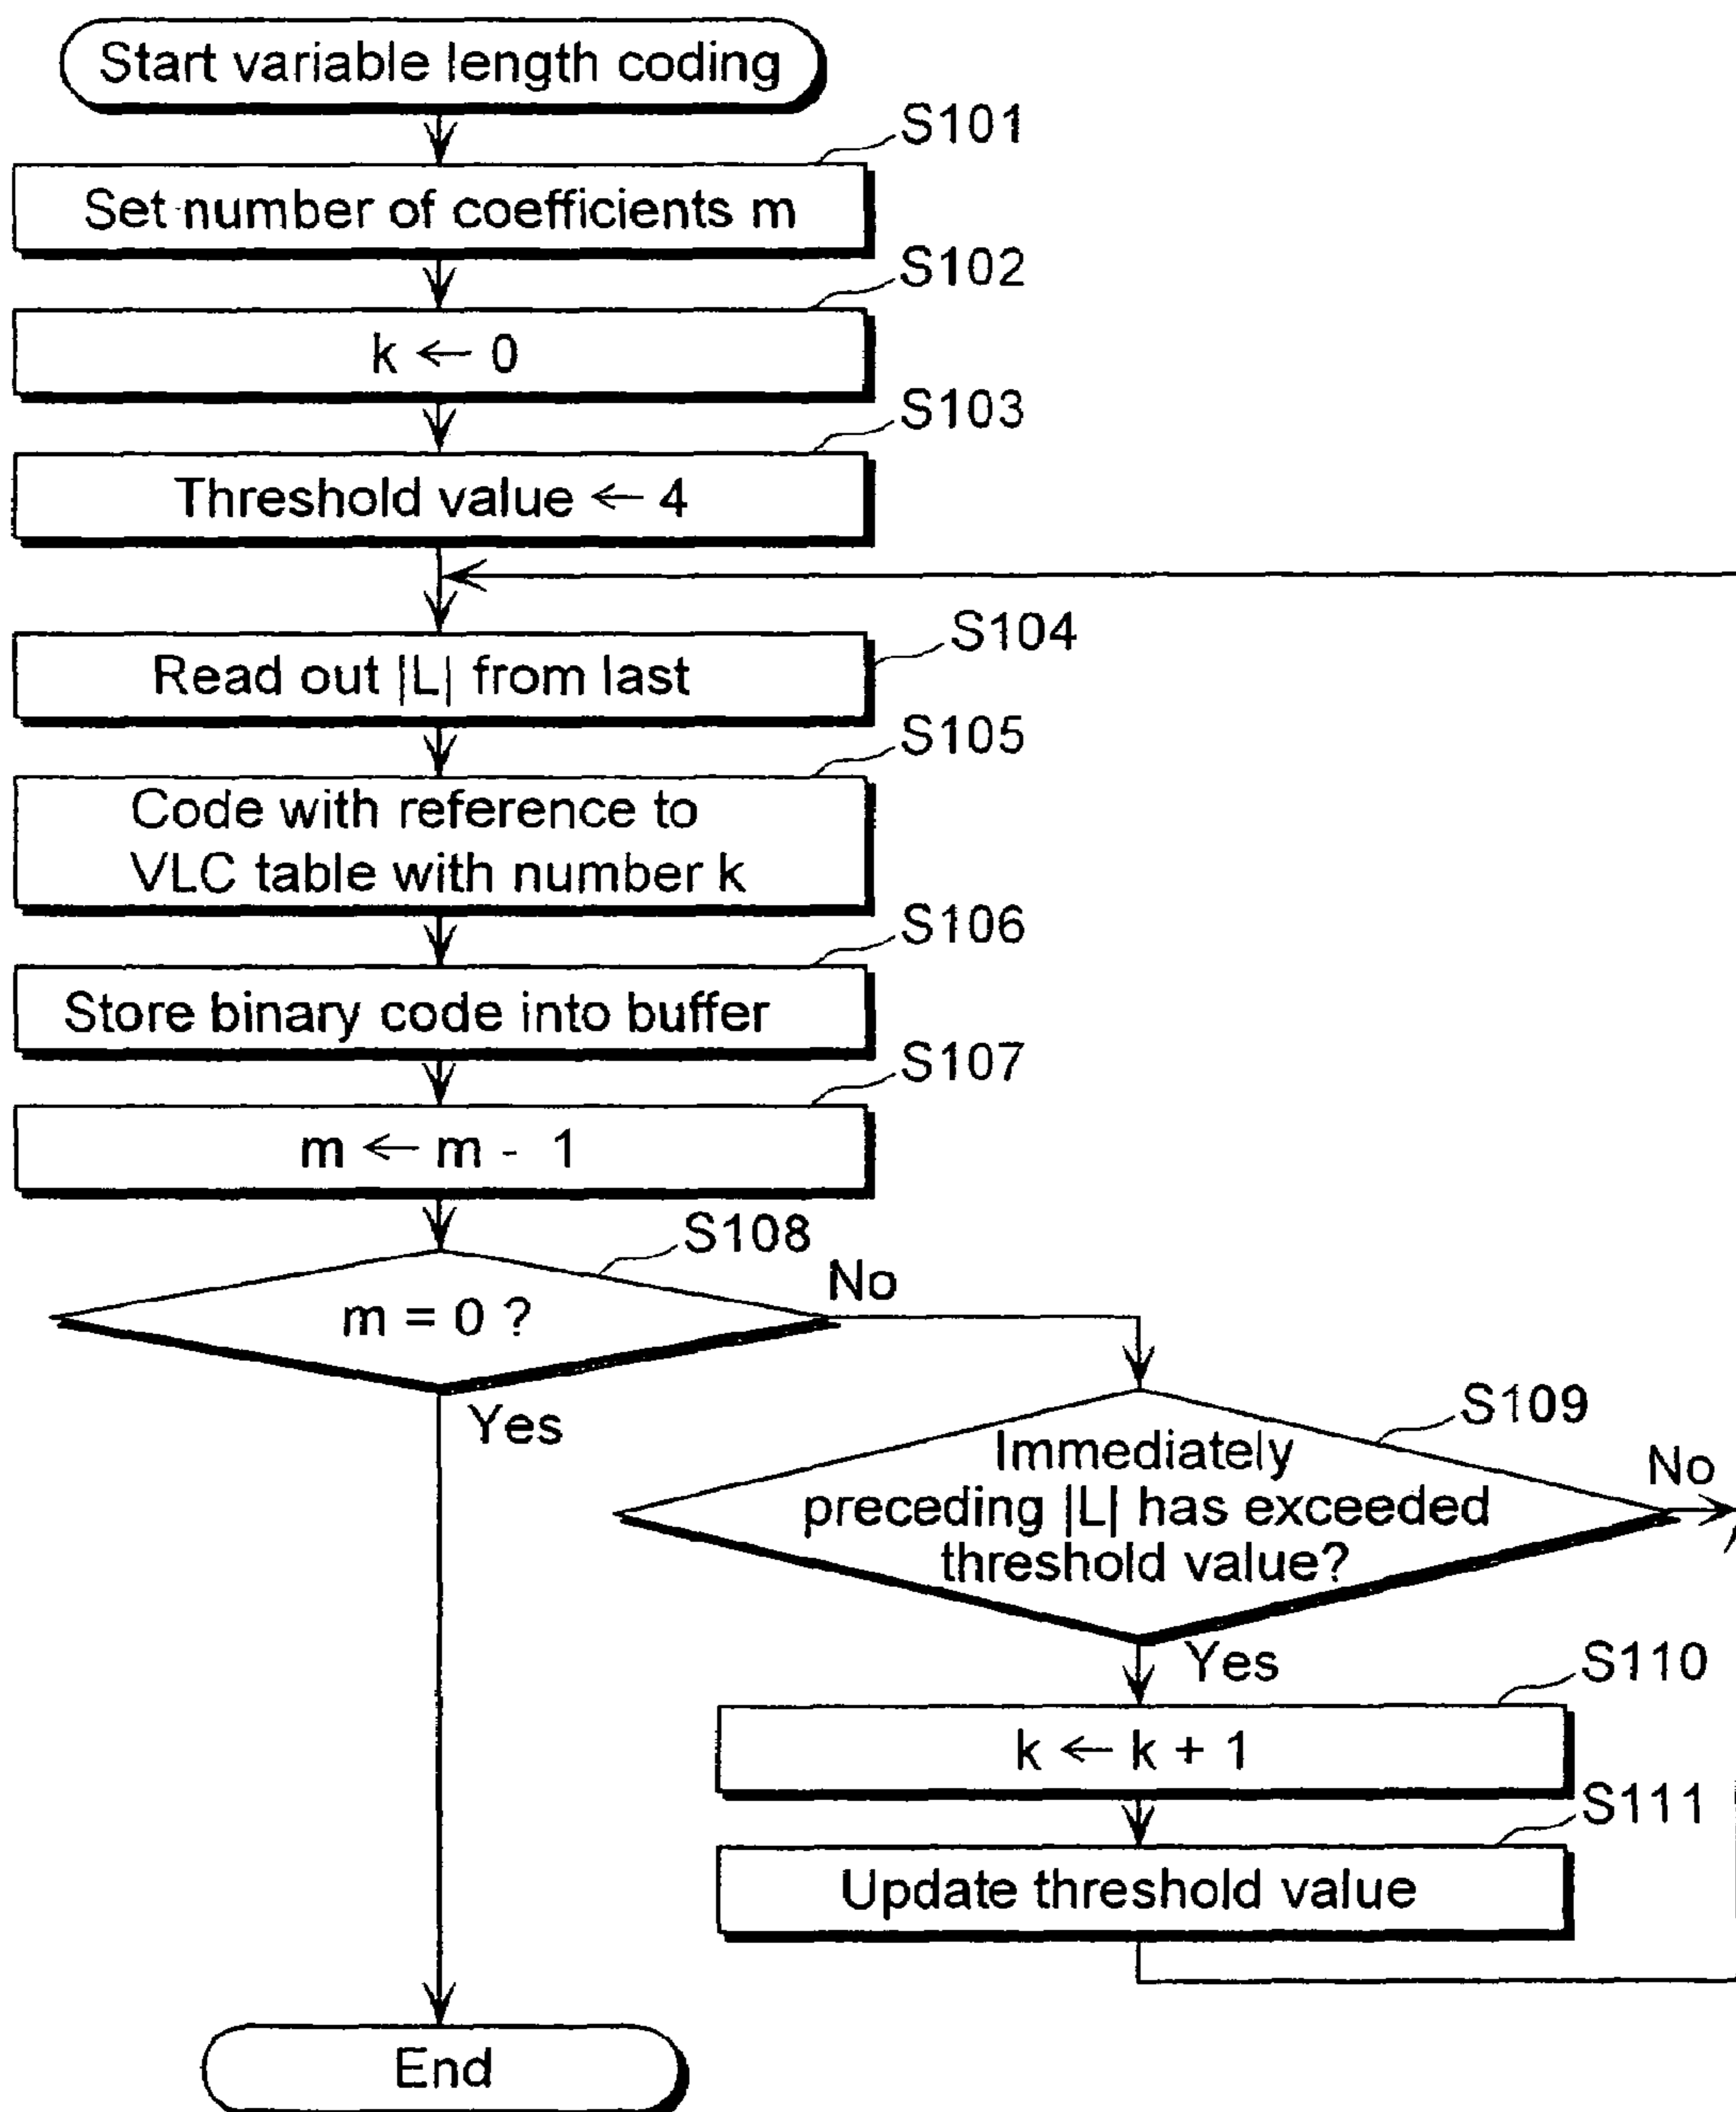 Start variable length coding
S101
Set number of coefficients m
S102
k ← 0
S103
Threshold value ← 4
S104
Read out |L| from last
S105
Code with reference to
VLC table with number k
S106
Store binary code into buffer
S107
m ← m - 1
S108
m = 0 ?
No
Yes
S109
Immediately
preceding |L| has exceeded
threshold value?
No
Yes
S110
k ← k + 1
S111
Update threshold value
End